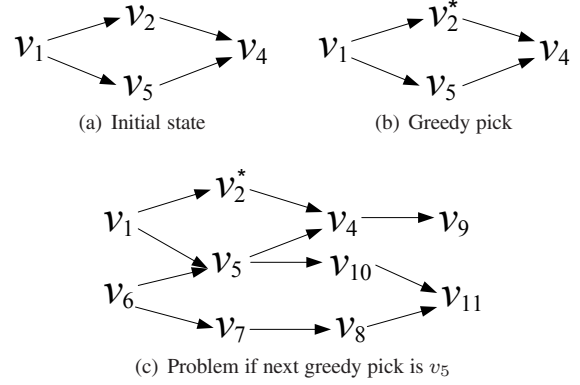 v₂ v₂*
v₁ v₄ v₁ v₄
v₅ v₅
(a) Initial state (b) Greedy pick
v₂*
v₁ v₄ v₉
v₅ v₁₀
v₆ v₁₁
v₇ v₈
(c) Problem if next greedy pick is v₅